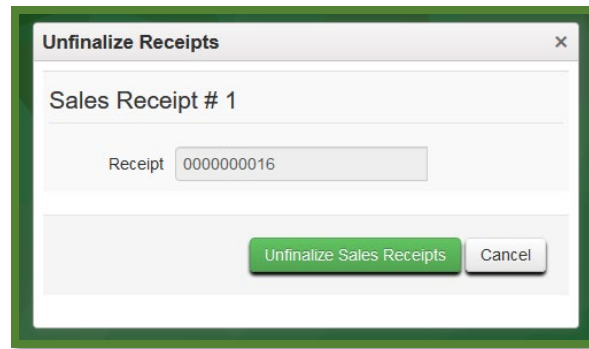 Unfinalize Receipts ×
Sales Receipt # 1
Receipt 0000000016
Unfinalize Sales Receipts Cancel